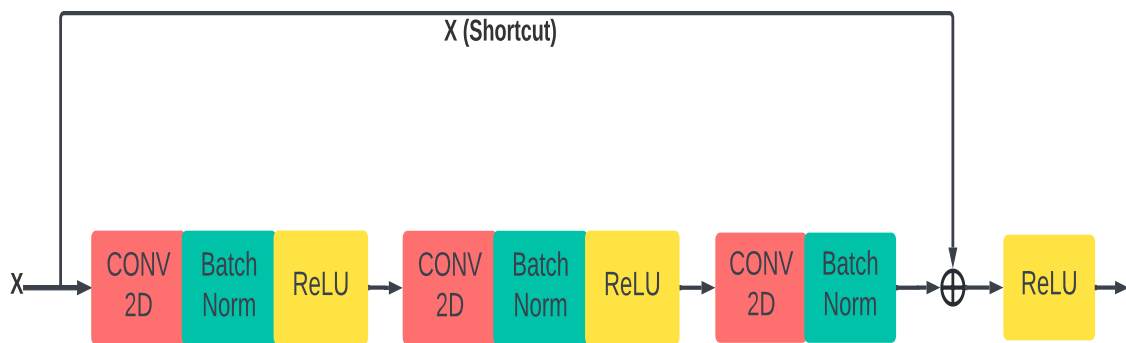 X (Shortcut)
X
CONV
2D
Batch
Norm
ReLU
CONV
2D
Batch
Norm
ReLU
CONV
2D
Batch
Norm
ReLU